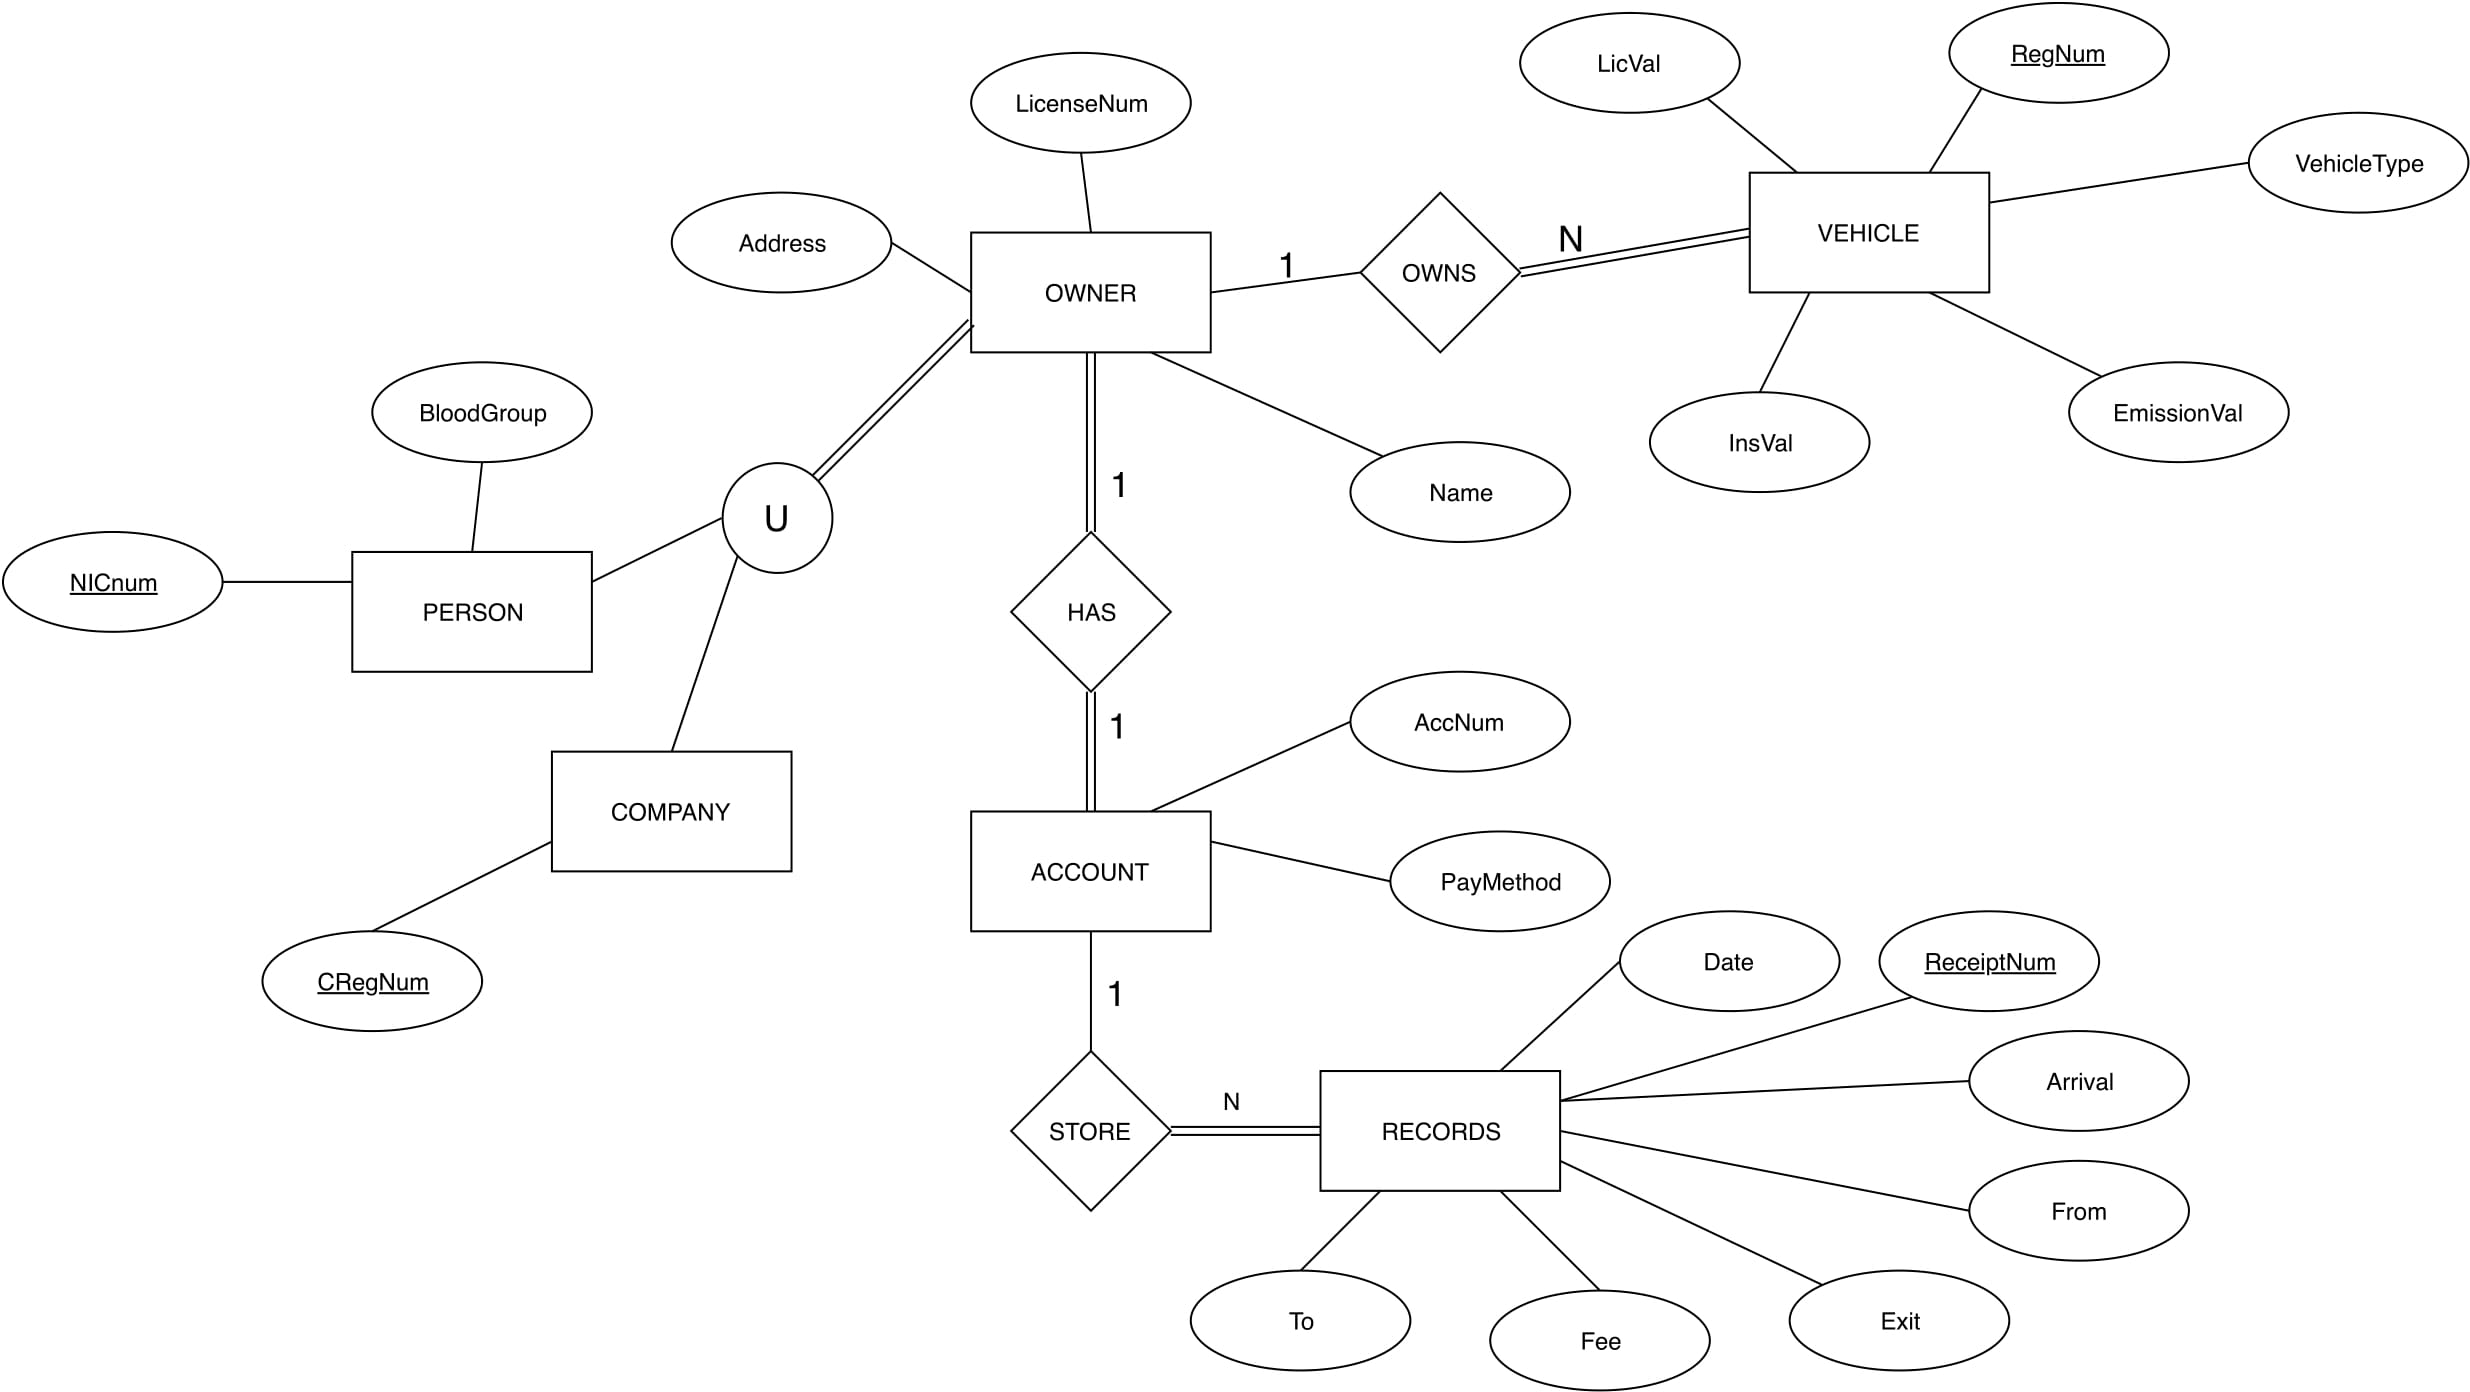 LicVal
RegNum
LicenseNum
VehicleType
Address
VEHICLE
N
1
OWNS
OWNER
BloodGroup
EmissionVal
InsVal
1
Name
U
NICnum
PERSON
HAS
1
AccNum
COMPANY
ACCOUNT
PayMethod
Date
ReceiptNum
CRegNum
1
Arrival
N
STORE
RECORDS
From
To
Exit
Fee